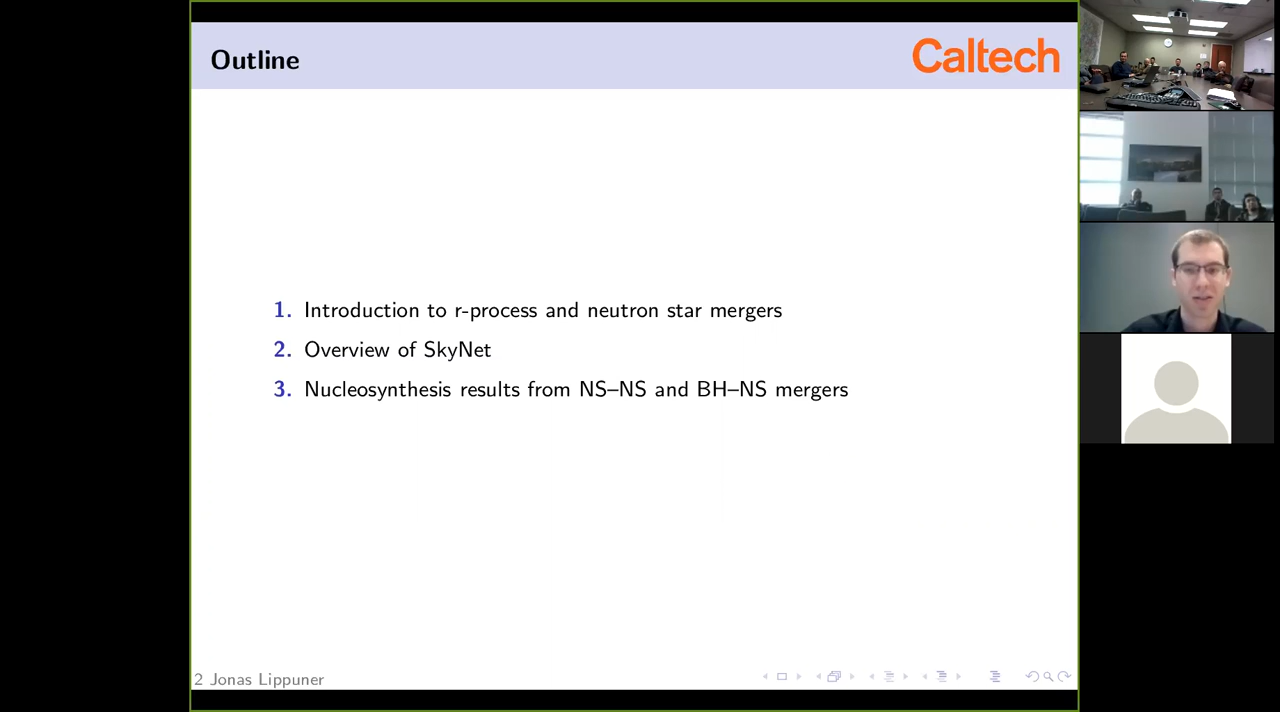 Outline
Caltech
1. Introduction to r-process and neutron star mergers
2. Overview of SkyNet
3. Nucleosynthesis results from NS–NS and BH–NS mergers
2 Jonas Lippuner